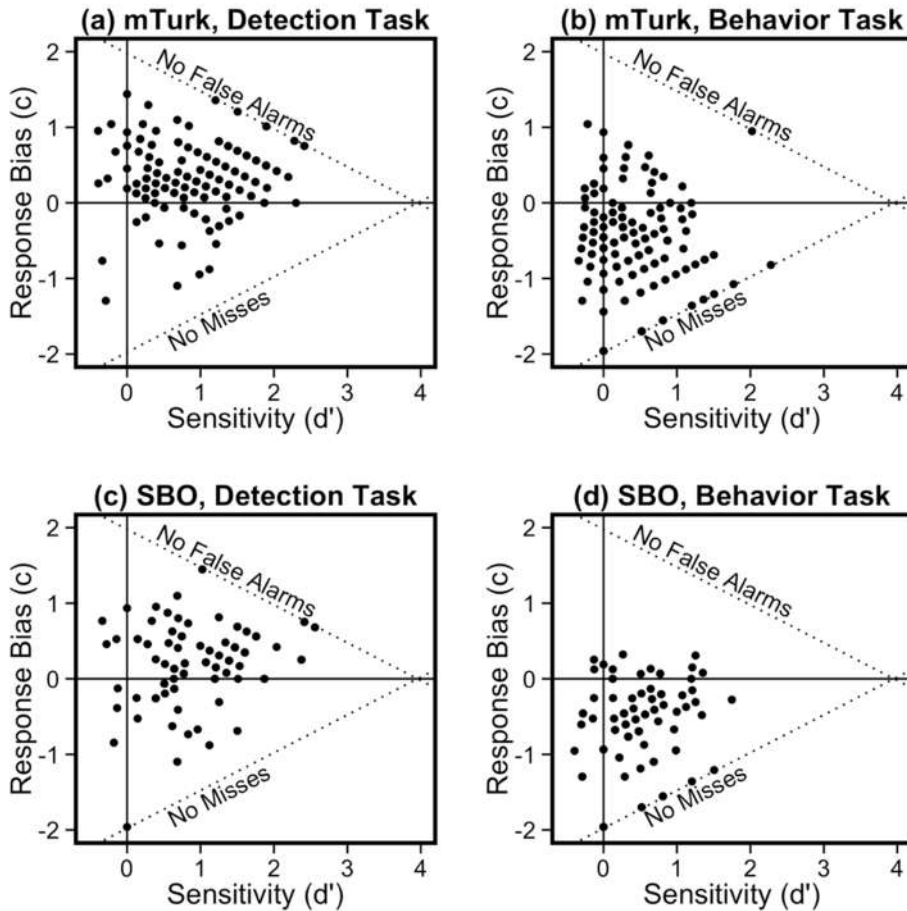 (a) mTurk, Detection Task
(b) mTurk, Behavior Task
Response Bias (c)
2
1
0
-1
-2
No False Alarms
No Misses
0 1 2 3 4
Sensitivity (d')
Response Bias (c)
2
1
0
-1
-2
No False Alarms
No Misses
0 1 2 3 4
Sensitivity (d')
(c) SBO, Detection Task
(d) SBO, Behavior Task
Response Bias (c)
2
1
0
-1
-2
No False Alarms
No Misses
0 1 2 3 4
Sensitivity (d')
Response Bias (c)
2
1
0
-1
-2
No False Alarms
No Misses
0 1 2 3 4
Sensitivity (d')